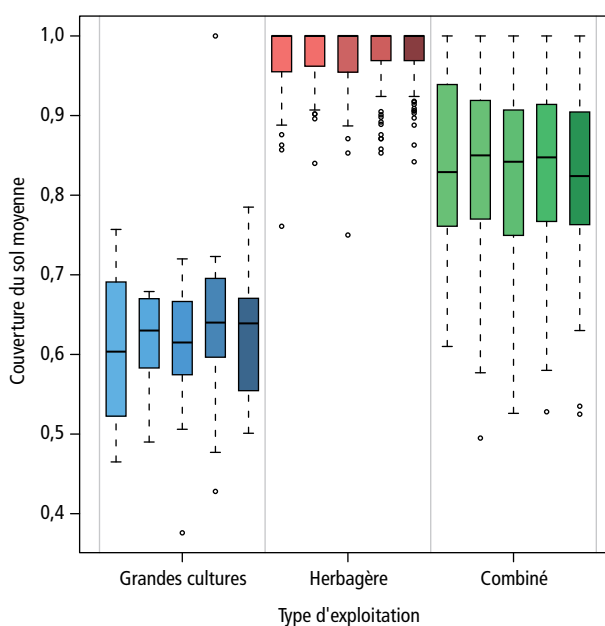 Couverture du sol moyenne
1,0
0,9
0,8
0,7
0,6
0,5
0,4
Grandes cultures
Herbagère
Combiné
Type d'exploitation